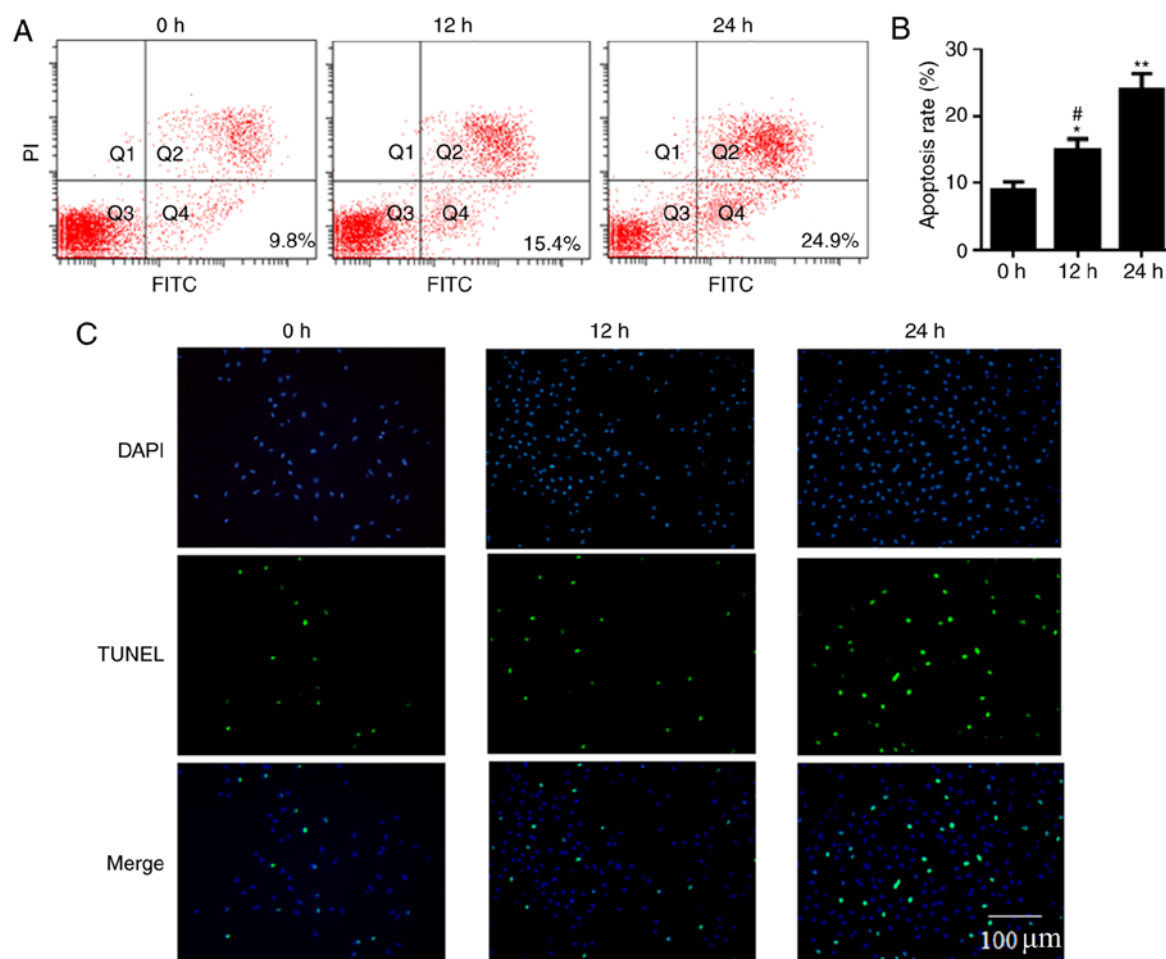 A
0 h
12 h
24 h
PI
Q1
Q2
Q3
Q4
9.8%
FITC
Q1
Q2
Q3
Q4
15.4%
FITC
Q1
Q2
Q3
Q4
24.9%
FITC
B
Apoptosis rate (%)
30
20
10
0
#
*
**
0 h
12 h
24 h
C
0 h
12 h
24 h
DAPI
TUNEL
Merge
100 μm